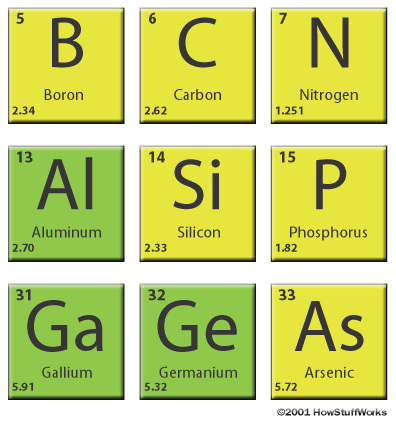 5 6 7
B C N
Boron Carbon Nitrogen
2.34 2.62 1.251
13 14 15
Al Si P
Aluminum Silicon Phosphorus
2.70 2.33 1.82
31 32 33
Ga Ge As
Gallium Germanium Arsenic
5.91 5.32 5.72
©2001 HowStuffWorks